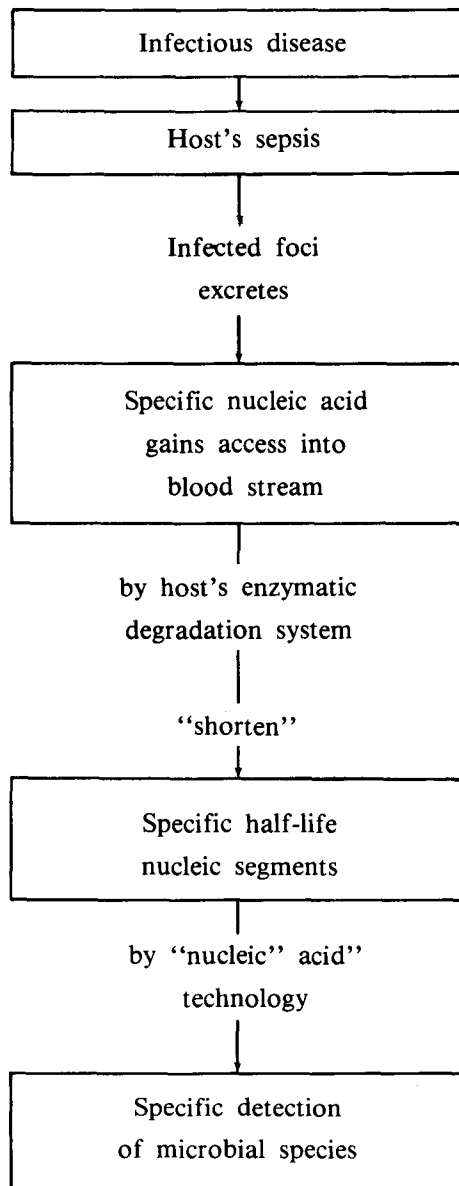 Infectious disease
Host's sepsis
Infected foci
excretes
Specific nucleic acid
gains access into
blood stream
by host's enzymatic
degradation system
“shorten”
Specific half-life
nucleic segments
by “nucleic” acid”
technology
Specific detection
of microbial species